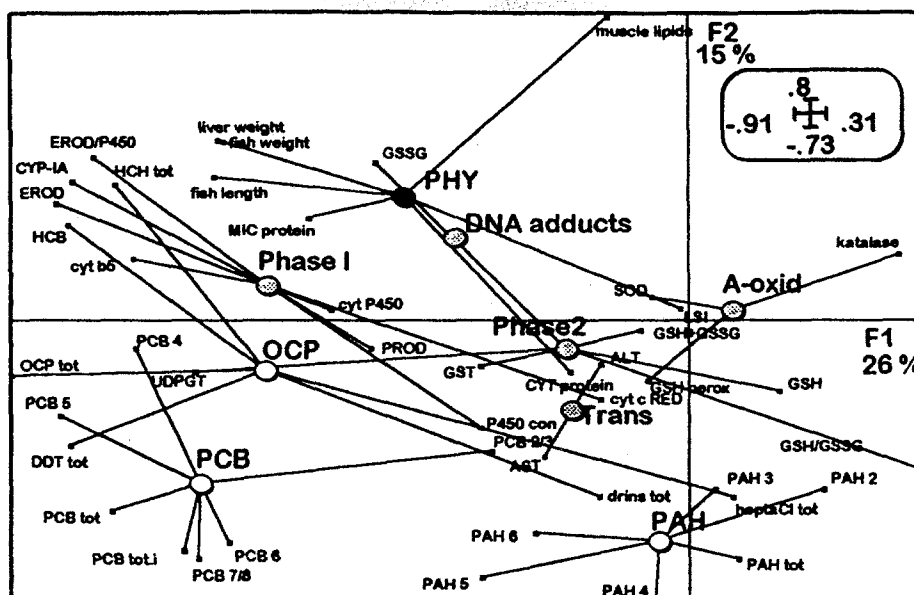 muscle lipids
F2
15 %
.8
-.91
.31
-.73
EROD/P450
liver weight
fish weight
CYP-IA
HCH tot
GSSG
EROD
fish length
PHY
HCB
MIC protein
DNA adducts
katalase
cyt b5
Phase I
A-oxid
SOD
LSI
cyt P450
Phase2
GSH+GSSG
F1
PCB 4
PROD
OCP
ALT
26 %
OCP tot
UDPGT
GST
CYT protein
GSH perox
GSH
cyt c RED
PCB 5
Trans
P450 con
DDT tot
PCB 2/3
GSH/GSSG
PCB
AST
PAH 3
PAH 2
drins tot
heptaCl tot
PCB tot
PAH
PAH 6
PCB tot.i
PCB 6
PAH tot
PCB 7/8
PAH 5
PAH 4